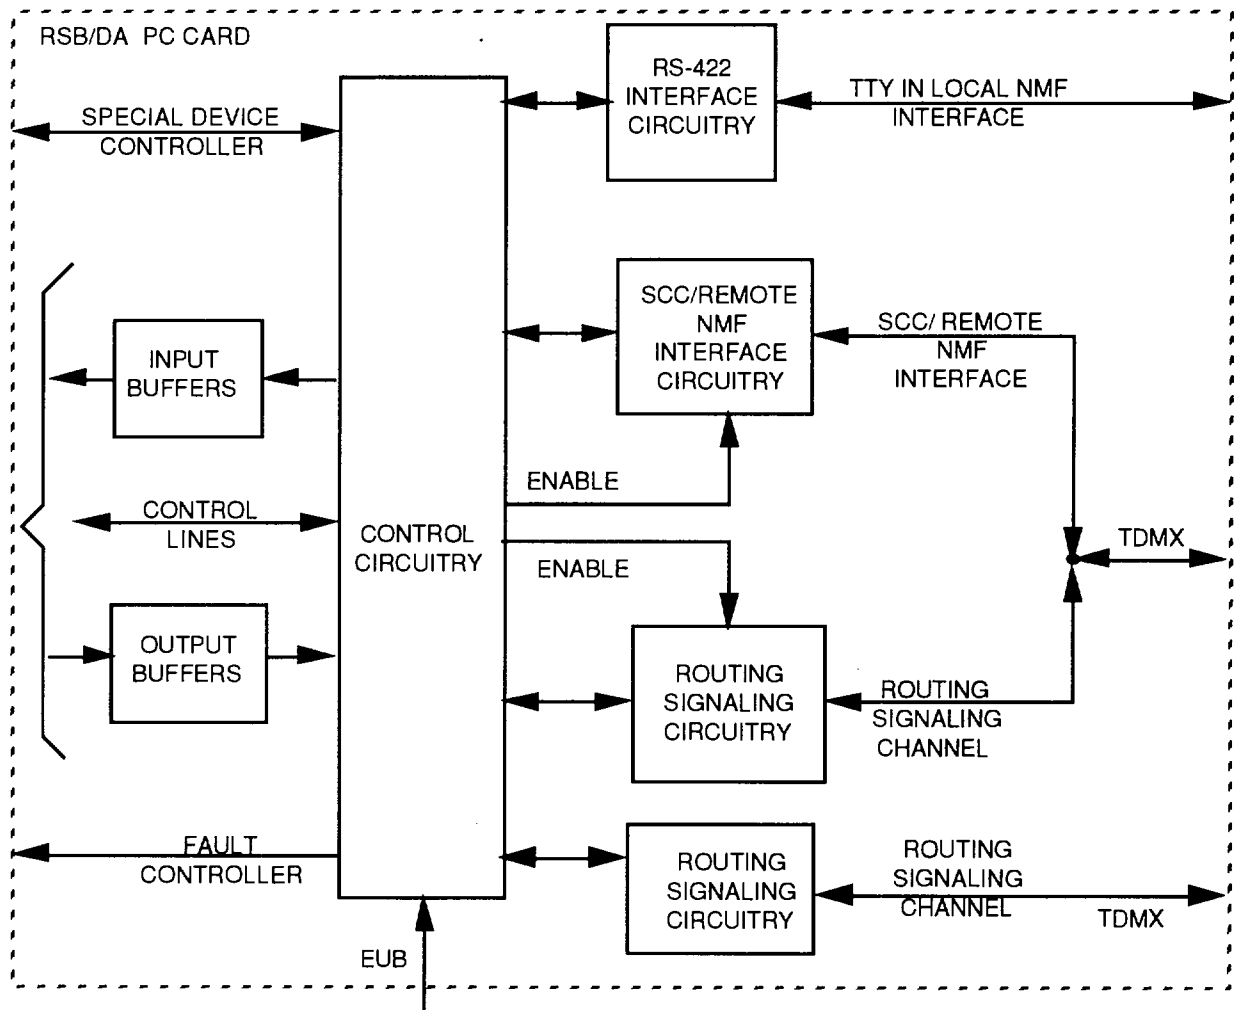 RSB/DA PC CARD
RS-422
INTERFACE
CIRCUITRY
TTY IN LOCAL NMF
INTERFACE
SPECIAL DEVICE
CONTROLLER
SCC/REMOTE
NMF
INTERFACE
CIRCUITRY
SCC/ REMOTE
NMF
INTERFACE
INPUT
BUFFERS
ENABLE
CONTROL
LINES
CONTROL
CIRCUITRY
ENABLE
TDMX
OUTPUT
BUFFERS
ROUTING
SIGNALING
CIRCUITRY
ROUTING
SIGNALING
CHANNEL
FAULT
CONTROLLER
ROUTING
SIGNALING
CIRCUITRY
ROUTING
SIGNALING
CHANNEL
TDMX
EUB